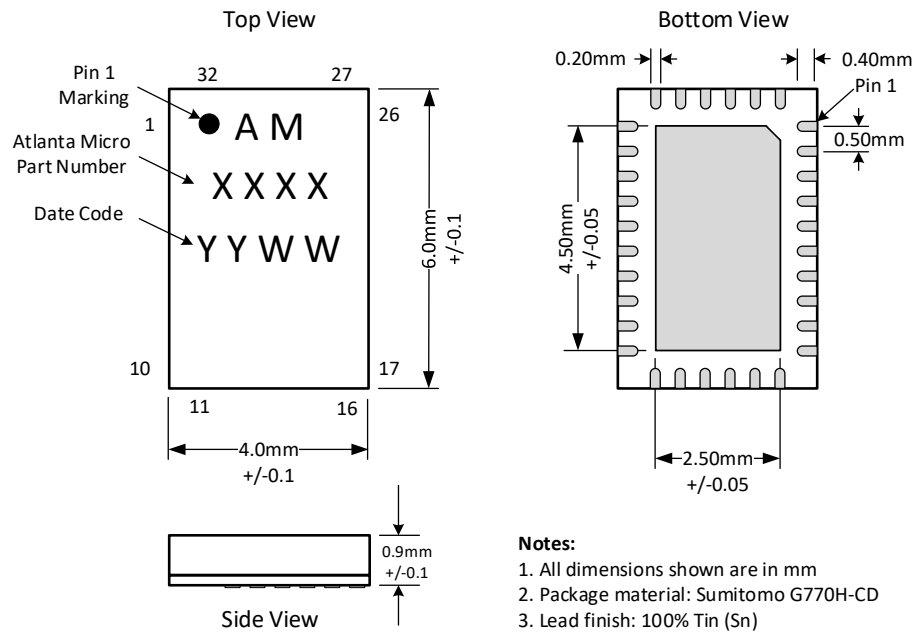 Top View
Pin 1
Marking
32
27
1
26
A M
Atlanta Micro
Part Number
X X X X
Date Code
Y Y W W
6.0mm
+/-0.1
10
17
11
16
4.0mm
+/-0.1
0.9mm
+/-0.1
Side View
Bottom View
0.20mm
0.40mm
Pin 1
0.50mm
4.50mm
+/-0.05
2.50mm
+/-0.05
Notes:
1. All dimensions shown are in mm
2. Package material: Sumitomo G770H-CD
3. Lead finish: 100% Tin (Sn)